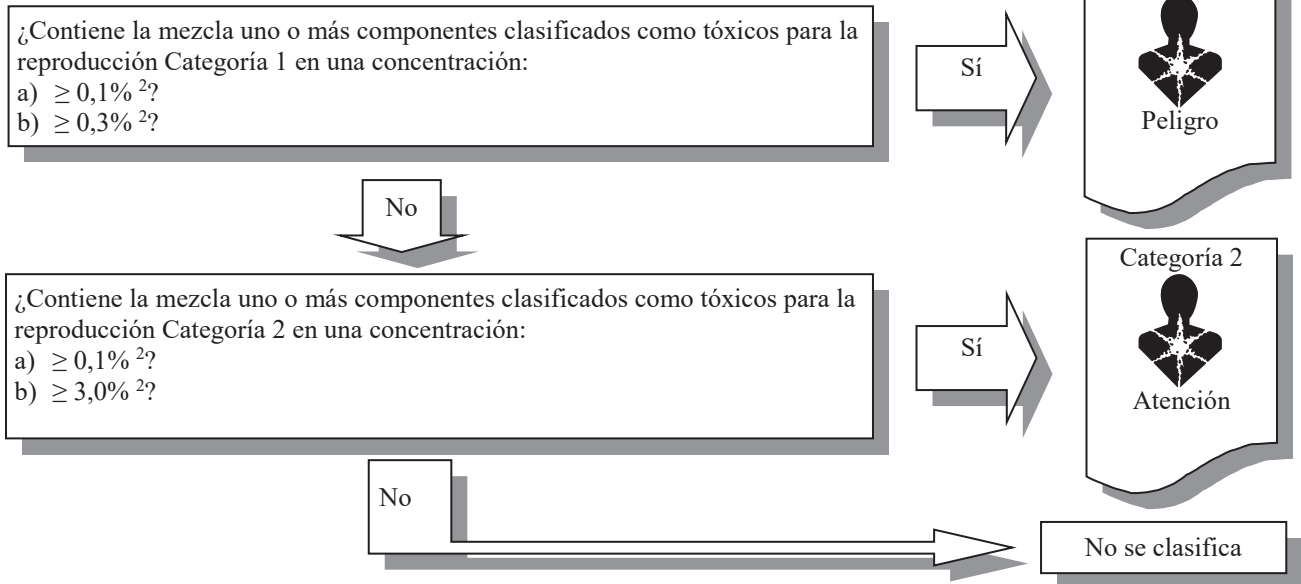 ¿Contiene la mezcla uno o más componentes clasificados como tóxicos para la
reproducción Categoría 1 en una concentración:
a) ≥ 0,1% ²?
b) ≥ 0,3% ²?
Sí
Peligro
No
¿Contiene la mezcla uno o más componentes clasificados como tóxicos para la
reproducción Categoría 2 en una concentración:
a) ≥ 0,1% ²?
b) ≥ 3,0% ²?
Sí
Categoría 2
Atención
No
No se clasifica